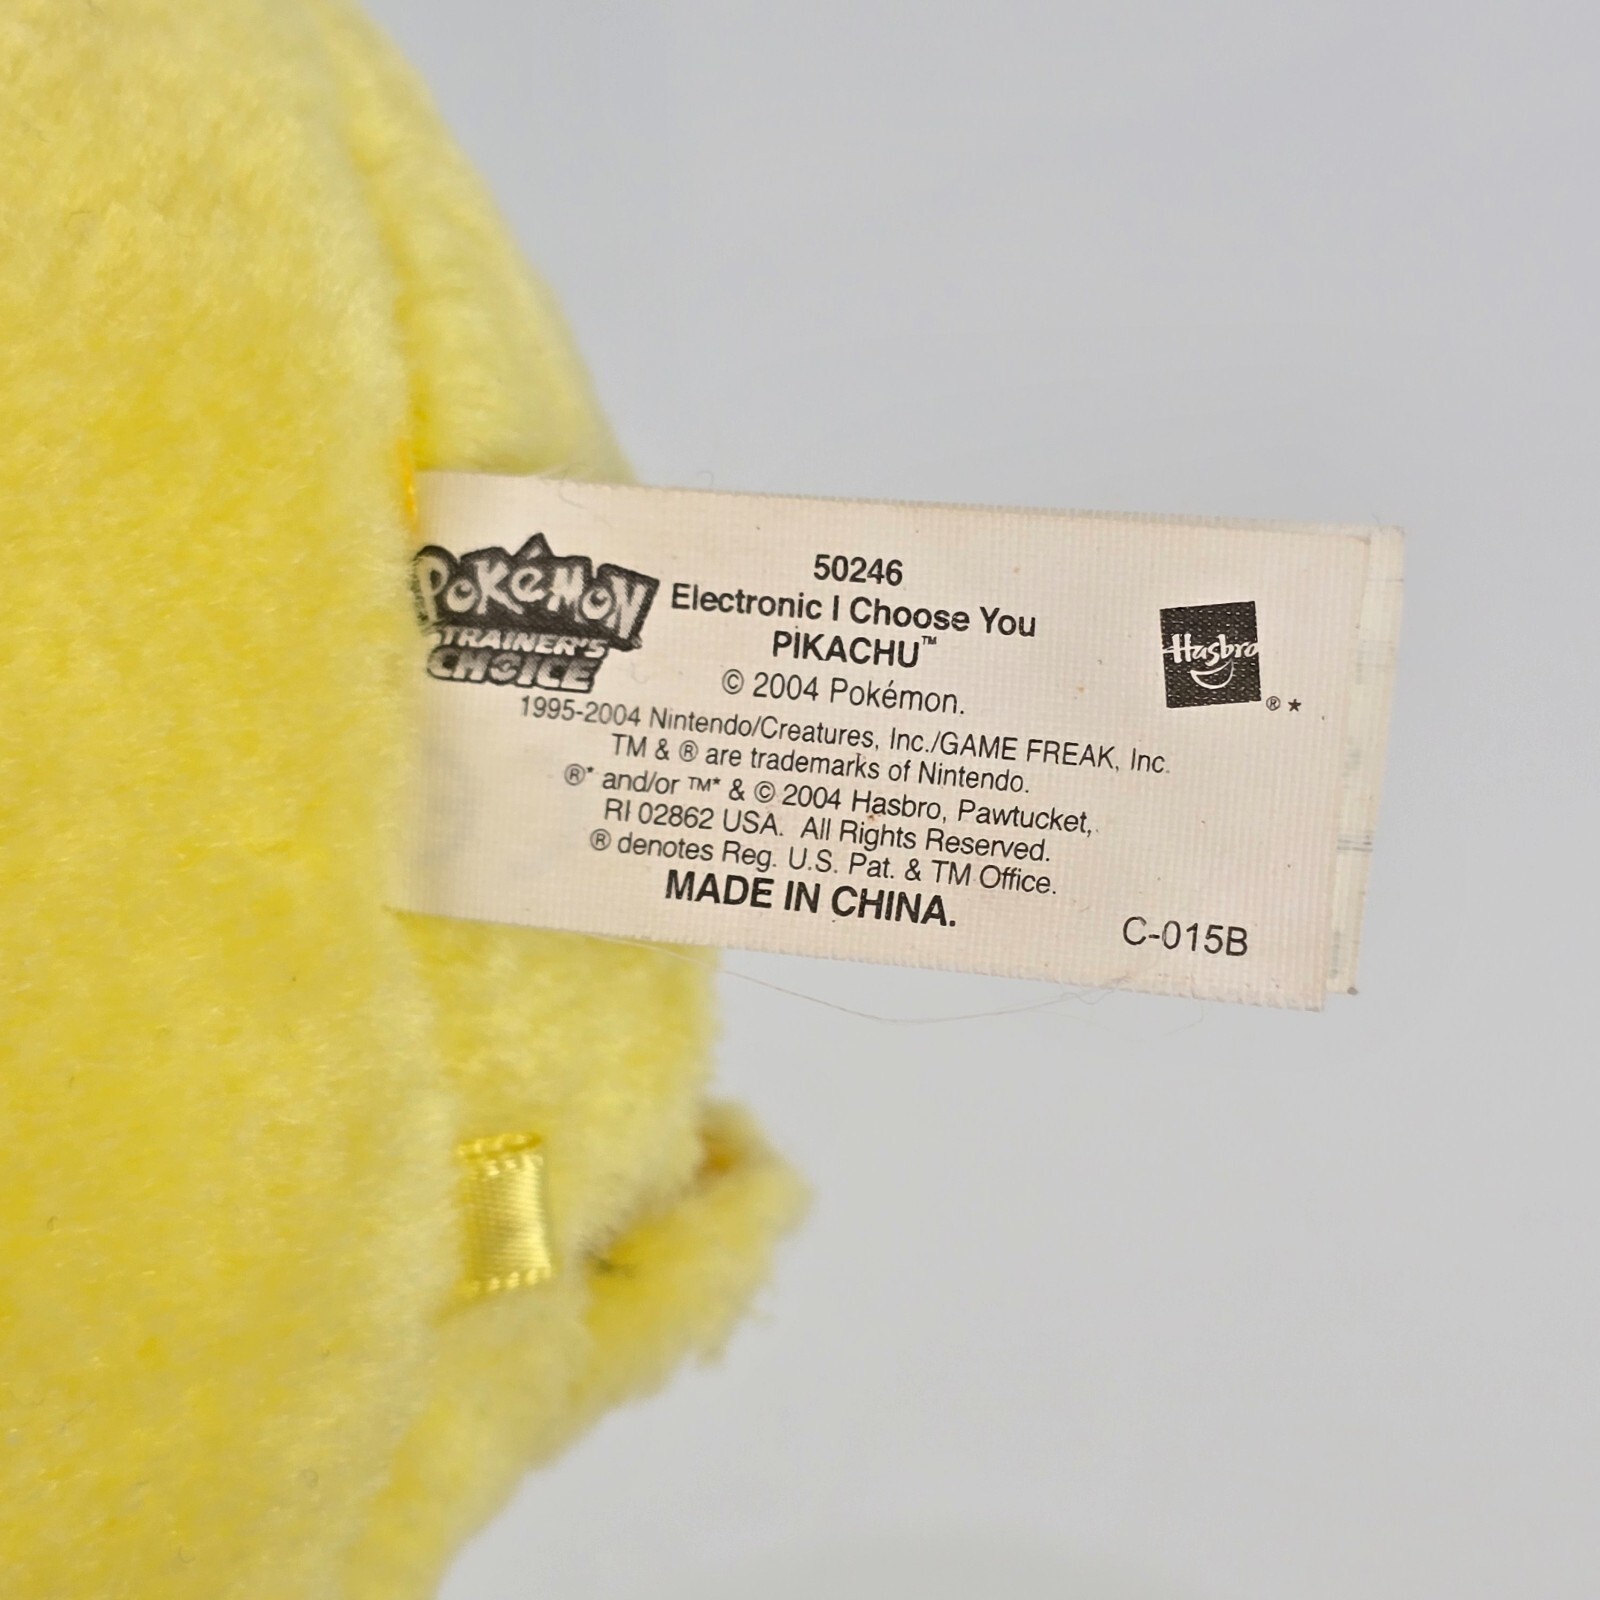 POKéMON
TRAINER'S
CHOICE
50246
Electronic I Choose You
PIKACHU™
© 2004 Pokémon.
1995-2004 Nintendo/Creatures, Inc./GAME FREAK, Inc.
TM & ® are trademarks of Nintendo.
®* and/or ™* & © 2004 Hasbro, Pawtucket,
RI 02862 USA. All Rights Reserved.
® denotes Reg. U.S. Pat. & TM Office.
MADE IN CHINA.
Hasbro
® *
C-015B